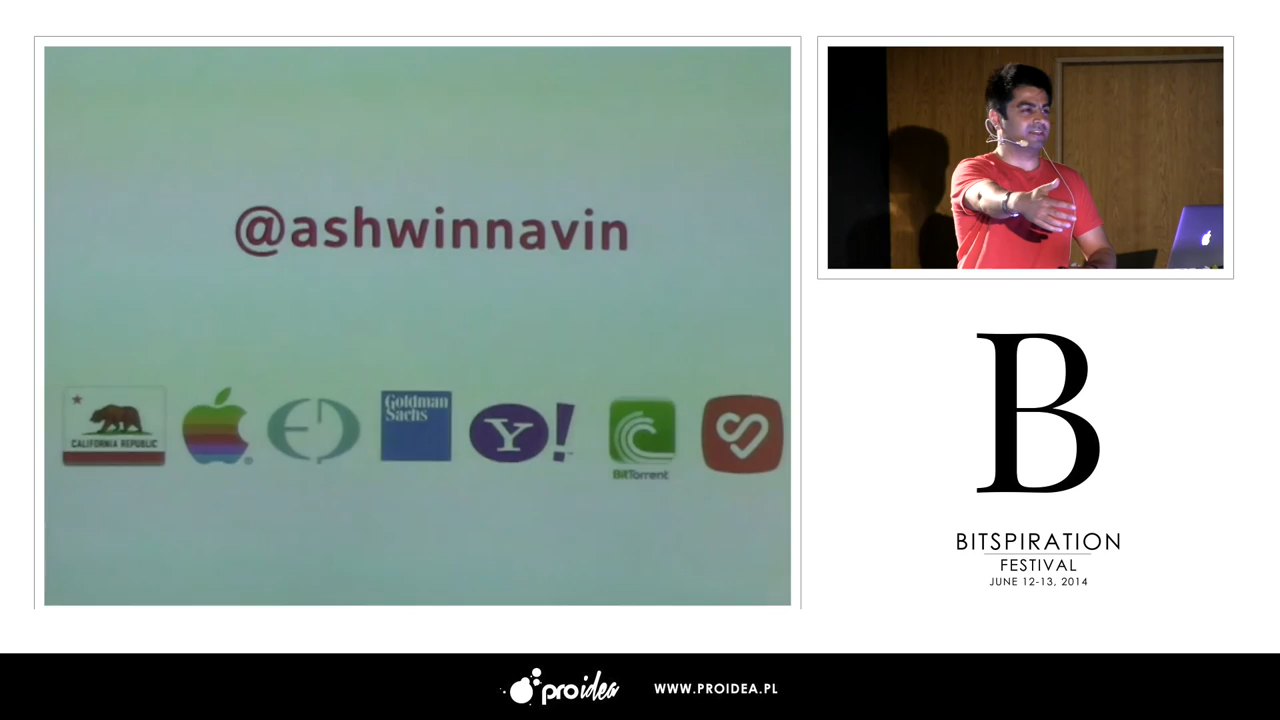 @ashwinnavin
CALIFORNIA REPUBLIC
Goldman
Sachs
Y!
BitTorrent
B
BITSPIRATION
FESTIVAL
JUNE 12-13, 2014
proidea
WWW.PROIDEA.PL